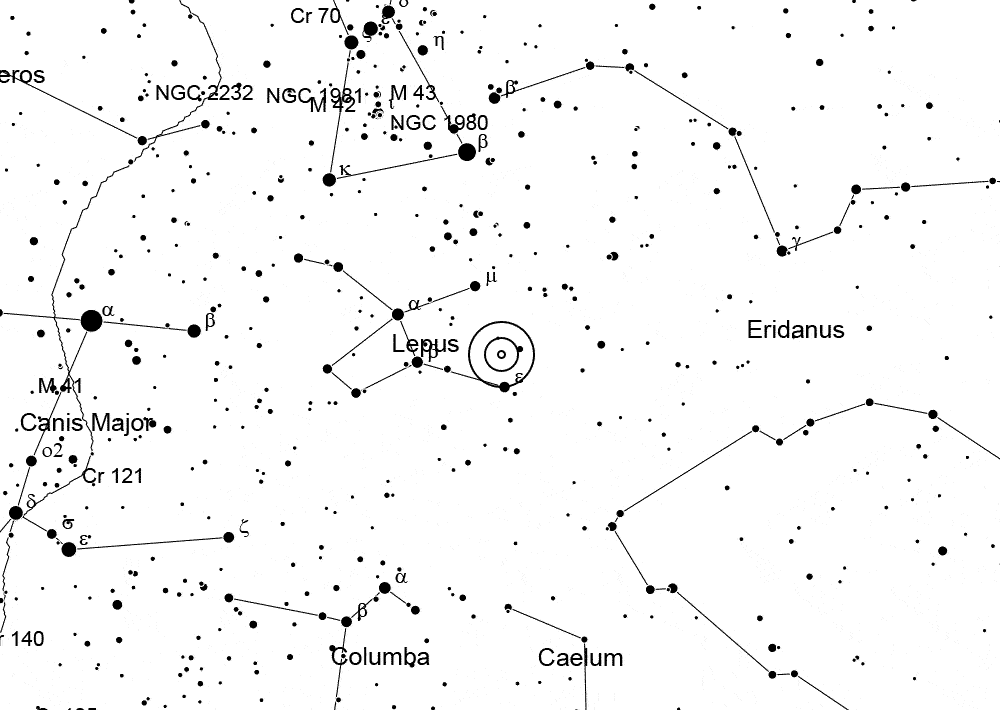 δ
Cr 70
ε
ζ
η
eros
NGC 2232
NGC 1981
M 43
β
M 42
ι
NGC 1980
β
κ
γ
μ
α
α
β
Eridanus
Lepus
β
ε
M 41
Canis Major
ο2
Cr 121
δ
σ
ζ
ε
α
β
r 140
Columba
Caelum